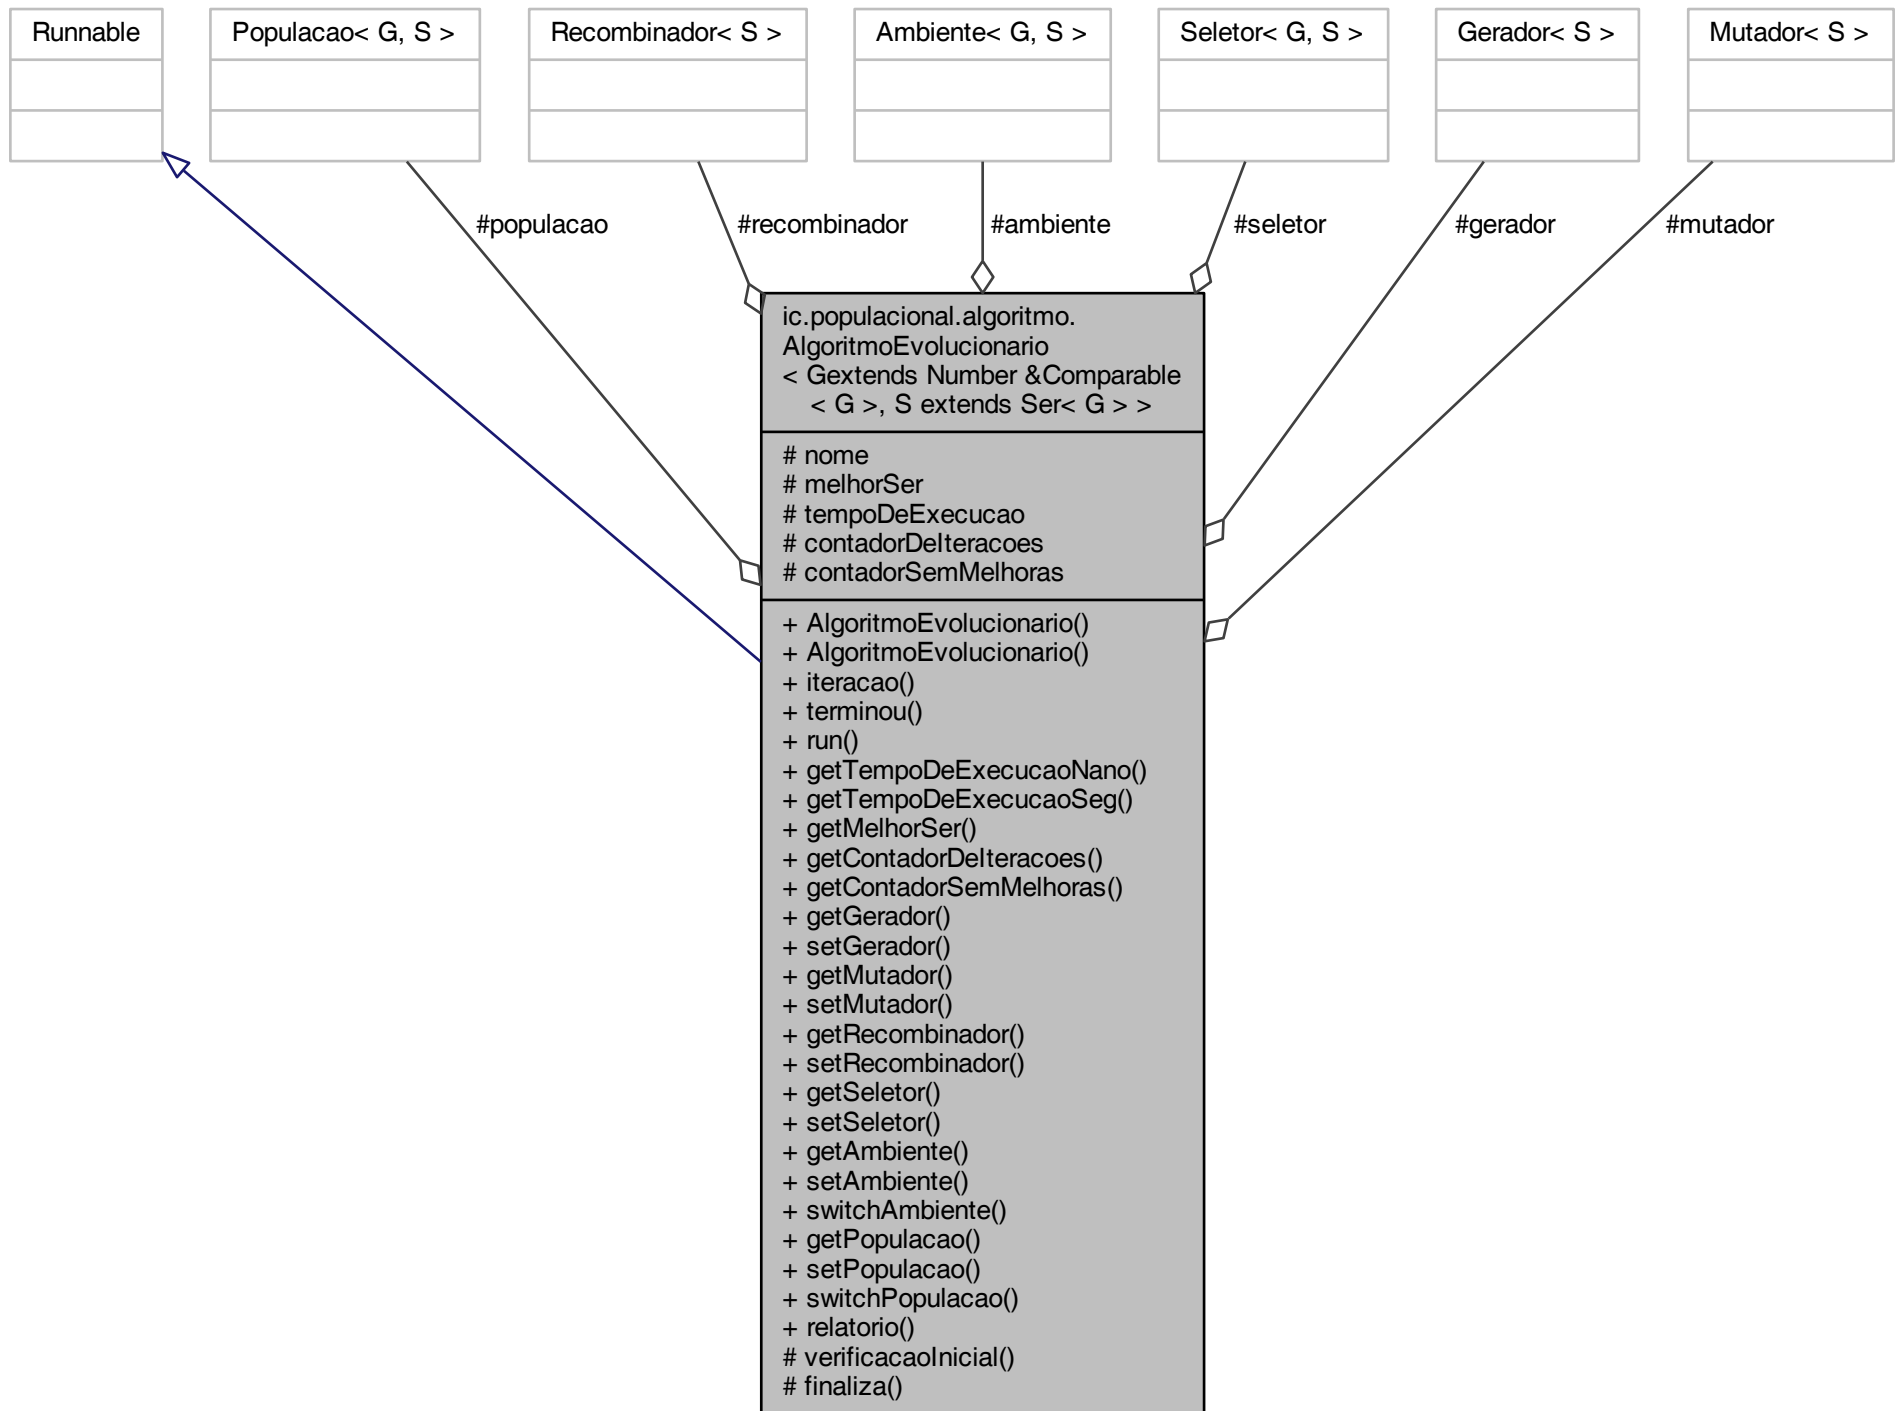 Runnable
Populacao< G, S >
Recombinador< S >
Ambiente< G, S >
Seletor< G, S >
Gerador< S >
Mutador< S >
#populacao
#recombinador
#ambiente
#seletor
#gerador
#mutador
ic.populacional.algoritmo.
AlgoritmoEvolucionario
< Gextends Number &Comparable
< G >, S extends Ser< G > >
# nome
# melhorSer
# tempoDeExecucao
# contadorDeIteracoes
# contadorSemMelhoras
+ AlgoritmoEvolucionario()
+ AlgoritmoEvolucionario()
+ iteracao()
+ terminou()
+ run()
+ getTempoDeExecucaoNano()
+ getTempoDeExecucaoSeg()
+ getMelhorSer()
+ getContadorDeIteracoes()
+ getContadorSemMelhoras()
+ getGerador()
+ setGerador()
+ getMutador()
+ setMutador()
+ getRecombinador()
+ setRecombinador()
+ getSeletor()
+ setSeletor()
+ getAmbiente()
+ setAmbiente()
+ switchAmbiente()
+ getPopulacao()
+ setPopulacao()
+ switchPopulacao()
+ relatorio()
# verificacaoInicial()
# finaliza()